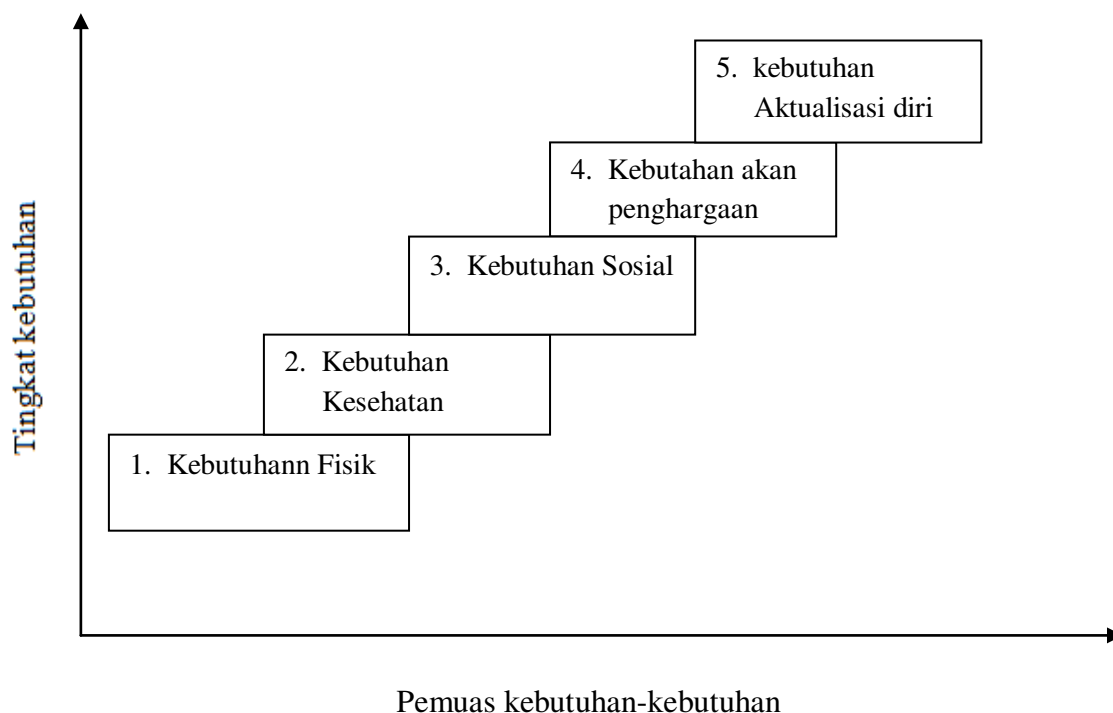 5. kebutuhan
Aktualisasi diri
4. Kebutahan akan
penghargaan
3. Kebutuhan Sosial
2. Kebutuhan
Kesehatan
1. Kebutuhann Fisik
Tingkat kebutuhan
Pemuas kebutuhan-kebutuhan